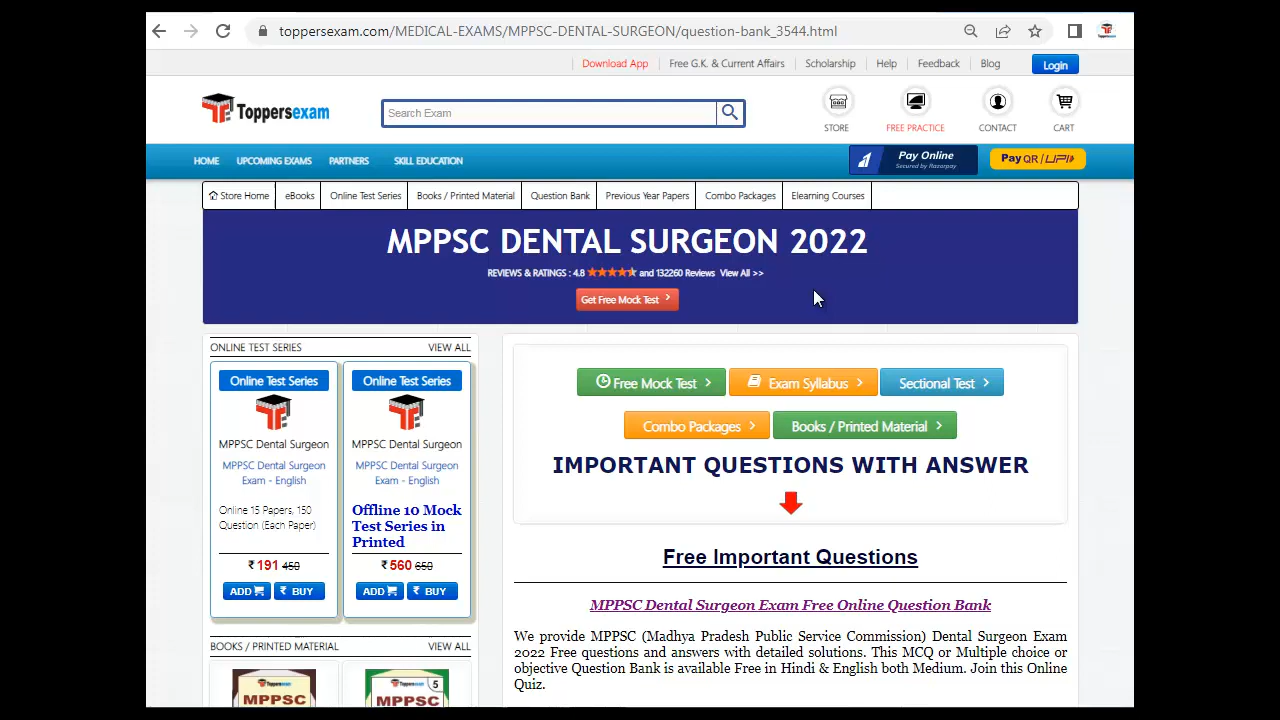 toppersexam.com/MEDICAL-EXAMS/MPPSC-DENTAL-SURGEON/question-bank_3544.html
Download App Free G.K. & Current Affairs Scholarship Help Feedback Blog Login
Toppersexam
Search Exam
STORE FREE PRACTICE CONTACT CART
HOME UPCOMING EXAMS PARTNERS SKILL EDUCATION
Pay Online
Secured by Razorpay
Pay QR / UPI
Store Home eBooks Online Test Series Books / Printed Material Question Bank Previous Year Papers Combo Packages Elearning Courses
MPPSC DENTAL SURGEON 2022
REVIEWS & RATINGS : 4.8 and 132260 Reviews View All >>
Get Free Mock Test
ONLINE TEST SERIES VIEW ALL
Online Test Series
MPPSC Dental Surgeon
MPPSC Dental Surgeon
Exam - English
Online 15 Papers, 150
Question (Each Paper)
₹ 191 450
ADD ₹ BUY
Online Test Series
MPPSC Dental Surgeon
MPPSC Dental Surgeon
Exam - English
Offline 10 Mock
Test Series in
Printed
₹ 560 650
ADD ₹ BUY
BOOKS / PRINTED MATERIAL VIEW ALL
Toppersexam
MPPSC
Toppersexam 5
MPPSC
Free Mock Test Exam Syllabus Sectional Test
Combo Packages Books / Printed Material
IMPORTANT QUESTIONS WITH ANSWER
Free Important Questions
MPPSC Dental Surgeon Exam Free Online Question Bank
We provide MPPSC (Madhya Pradesh Public Service Commission) Dental Surgeon Exam
2022 Free questions and answers with detailed solutions. This MCQ or Multiple choice or
objective Question Bank is available Free in Hindi & English both Medium. Join this Online
Quiz.